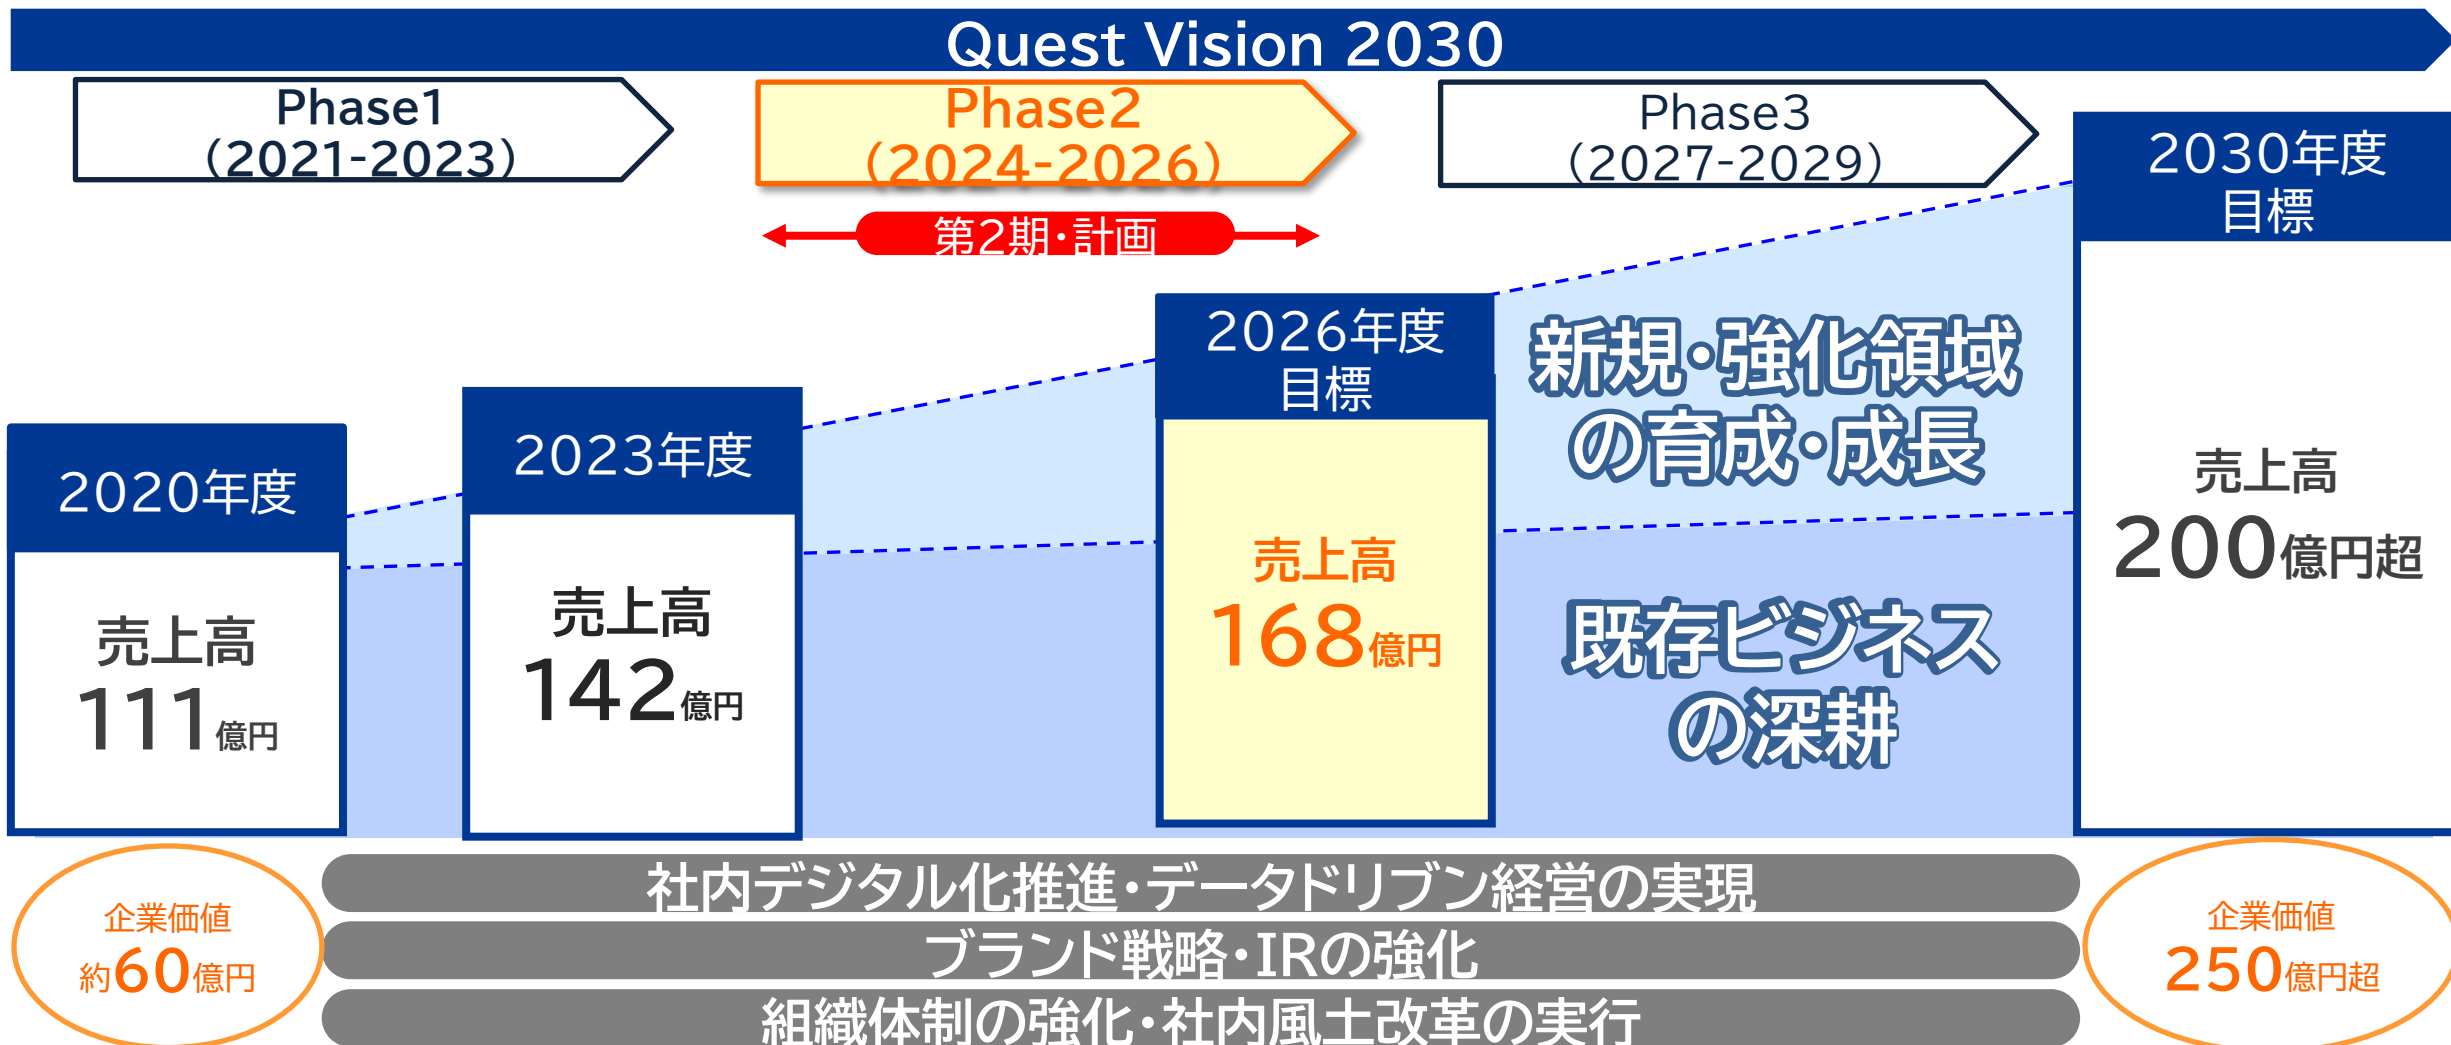 Quest Vision 2030
Phase1
（2021-2023）
Phase2
（2024-2026）
Phase3
（2027-2029）
第2期・計画
2020年度
売上高
111億円
2023年度
売上高
142億円
2026年度
目標
売上高
168億円
新規・強化領域
の育成・成長
既存ビジネス
の深耕
2030年度
目標
売上高
200億円超
企業価値
約60億円
社内デジタル化推進・データドリブン経営の実現
ブランド戦略・IRの強化
組織体制の強化・社内風土改革の実行
企業価値
250億円超